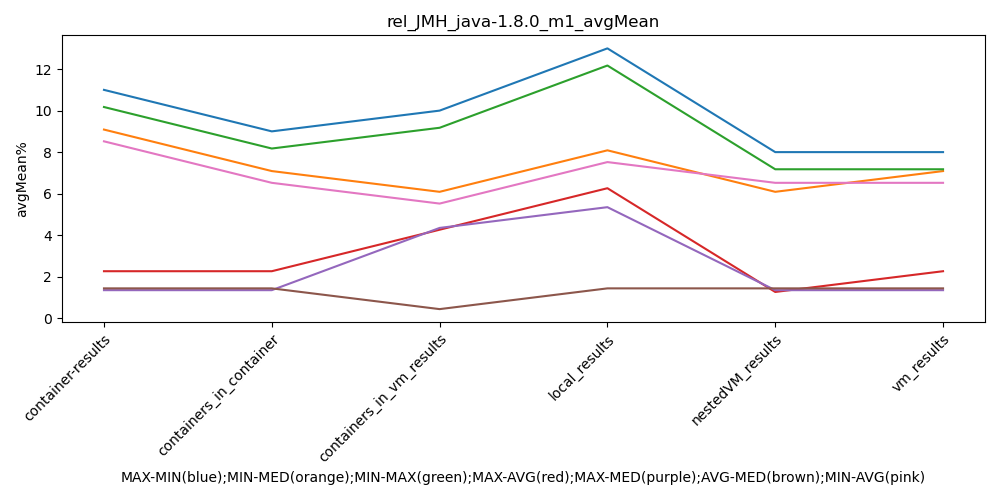 rel_JMH_java-1.8.0_m1_avgMean
avgMean%
12
10
8
6
4
2
0
container-results
containers_in_container
containers_in_vm_results
local_results
nestedVM_results
vm_results
MAX-MIN(blue);MIN-MED(orange);MIN-MAX(green);MAX-AVG(red);MAX-MED(purple);AVG-MED(brown);MIN-AVG(pink)